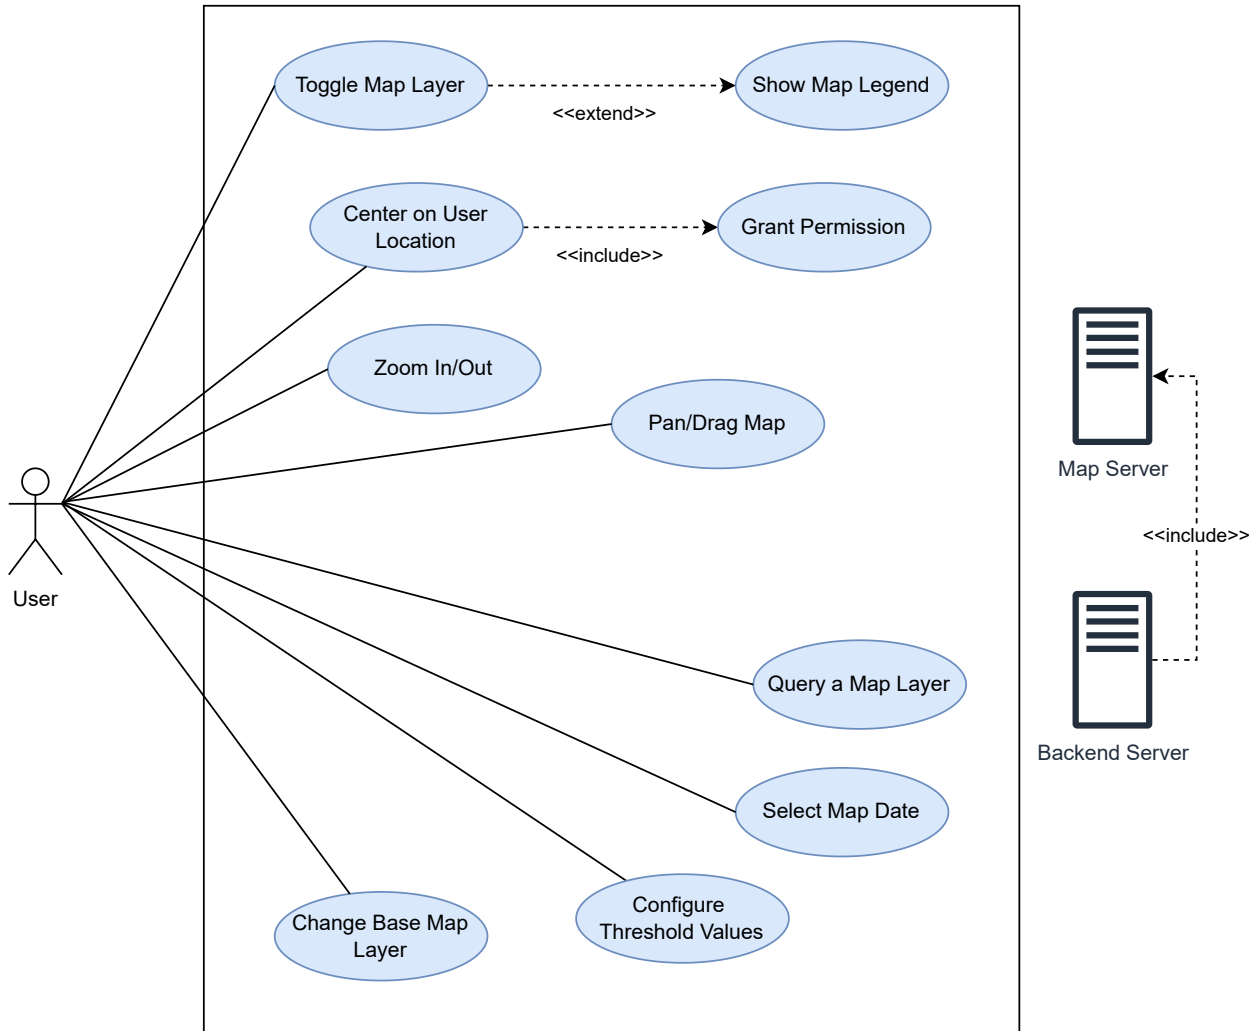 Toggle Map Layer
Show Map Legend
<<extend>>
Center on User
Location
Grant Permission
<<include>>
Zoom In/Out
Pan/Drag Map
Map Server
<<include>>
User
Query a Map Layer
Backend Server
Select Map Date
Configure
Threshold Values
Change Base Map
Layer